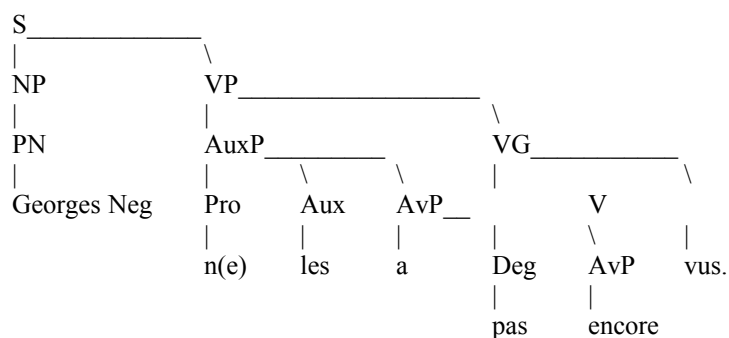 S
NP VP
PN AuxP VG
Georges Neg Pro Aux AvP V
n(e) les a Deg AvP vus.
pas encore